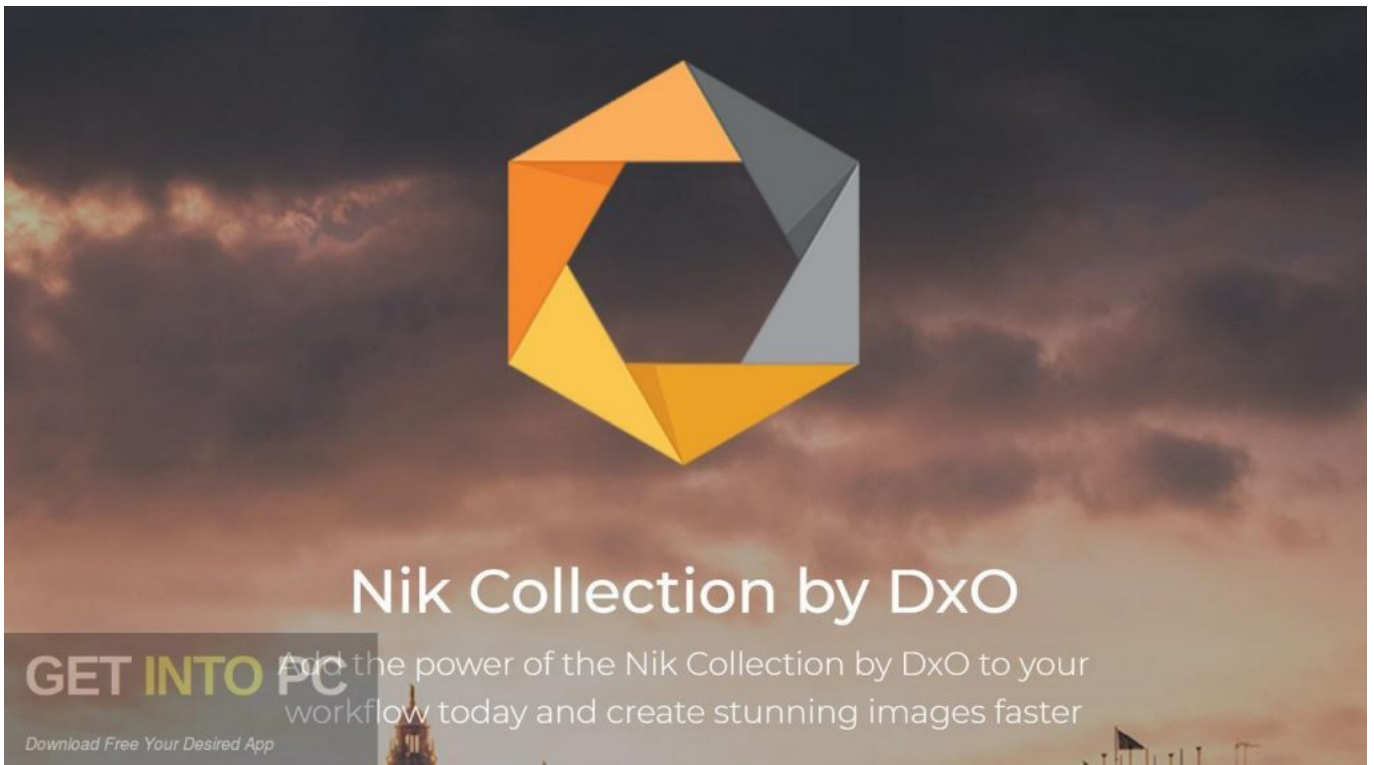 Nik Collection by DxO
Add the power of the Nik Collection by DxO to your
workflow today and create stunning images faster
GET INTO PC
Download Free Your Desired App